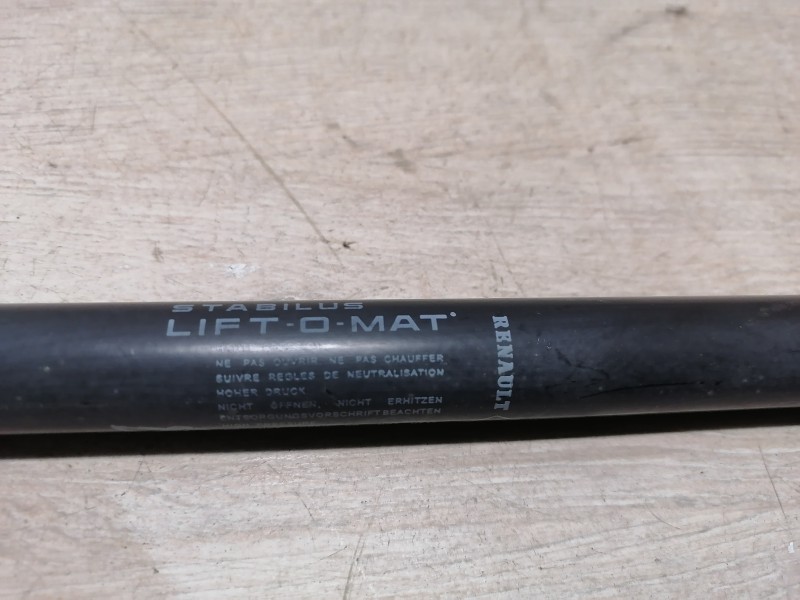 STABILUS
LIFT-O-MAT
NE PAS OUVRIR NE PAS CHAUFFER
SUIVRE REGLES DE NEUTRALISATION
HOHER DRUCK
NICHT ÖFFNEN, NICHT ERHITZEN
ENTSORGUNGSVORSCHRIFT BEACHTEN
RENAULT